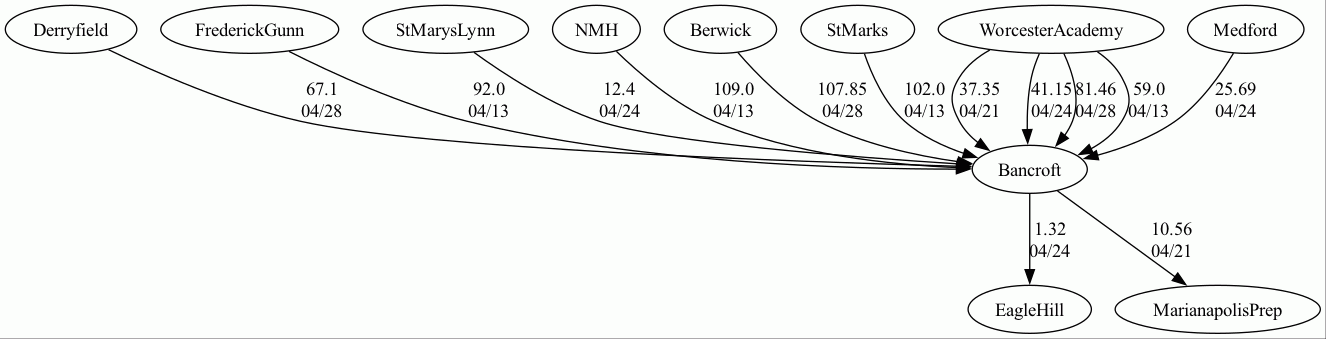 Derryfield FrederickGunn StMarysLynn NMH Berwick StMarks WorcesterAcademy Medford
67.1 92.0 12.4 109.0 107.85 102.0 37.35 41.15 81.46 59.0 25.69
04/28 04/13 04/24 04/13 04/28 04/13 04/21 04/24 04/28 04/13 04/24
Bancroft
1.32 10.56
04/24 04/21
EagleHill MarianapolisPrep